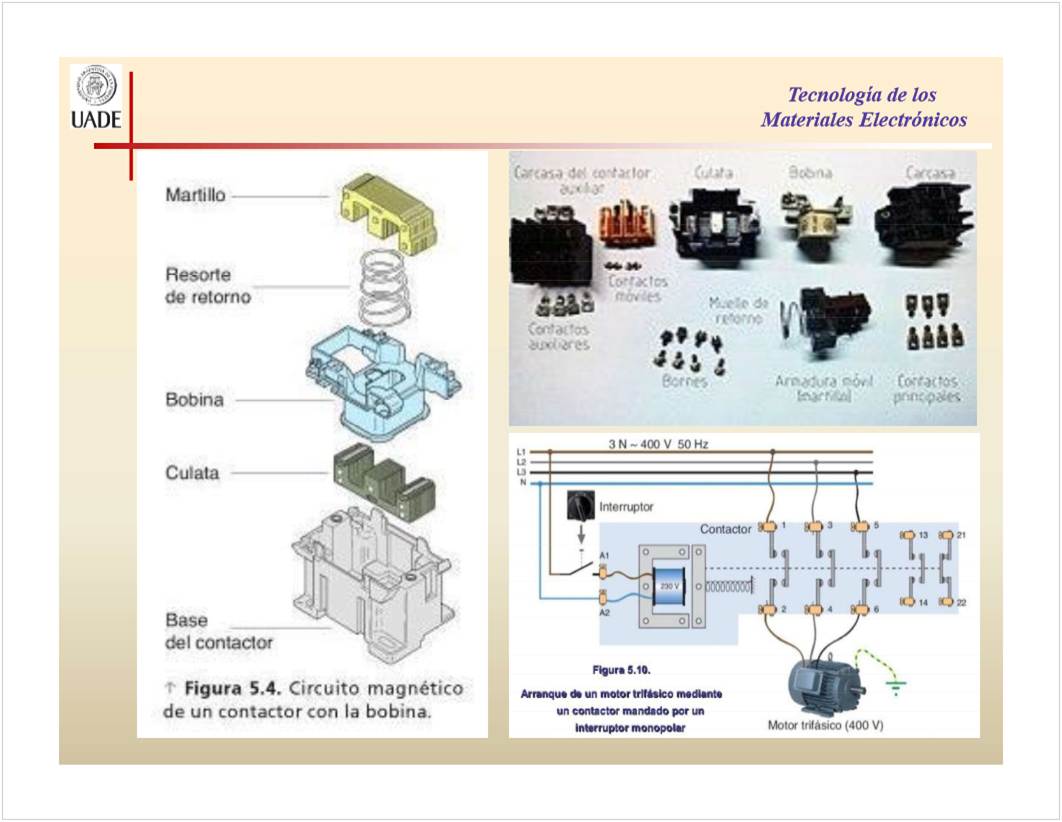 UADE
Tecnología de los
Materiales Electrónicos
Martillo
Resorte
de retorno
Bobina
Culata
Base
del contactor
↑ Figura 5.4. Circuito magnético
de un contactor con la bobina.
Carcasa del contactor
auxiliar
Culata
Bobina
Carcasa
Contactos
móviles
Contactos
auxiliares
Muelle de
retorno
Bornes
Armadura móvil
(martillo)
Contactos
principales
3 N ~ 400 V 50 Hz
L1
L2
L3
N
Interruptor
Contactor
1
3
5
13
21
A1
230 V
A2
2
4
6
14
22
Figura 5.10.
Arranque de un motor trifásico mediante
un contactor mandado por un
interruptor monopolar
Motor trifásico (400 V)